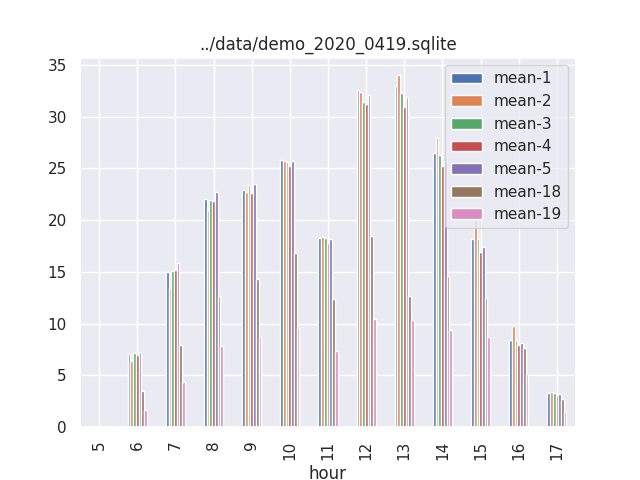 ../data/demo_2020_0419.sqlite
35
30
25
20
15
10
5
0
mean-1
mean-2
mean-3
mean-4
mean-5
mean-18
mean-19
5 6 7 8 9 10 11 12 13 14 15 16 17
hour